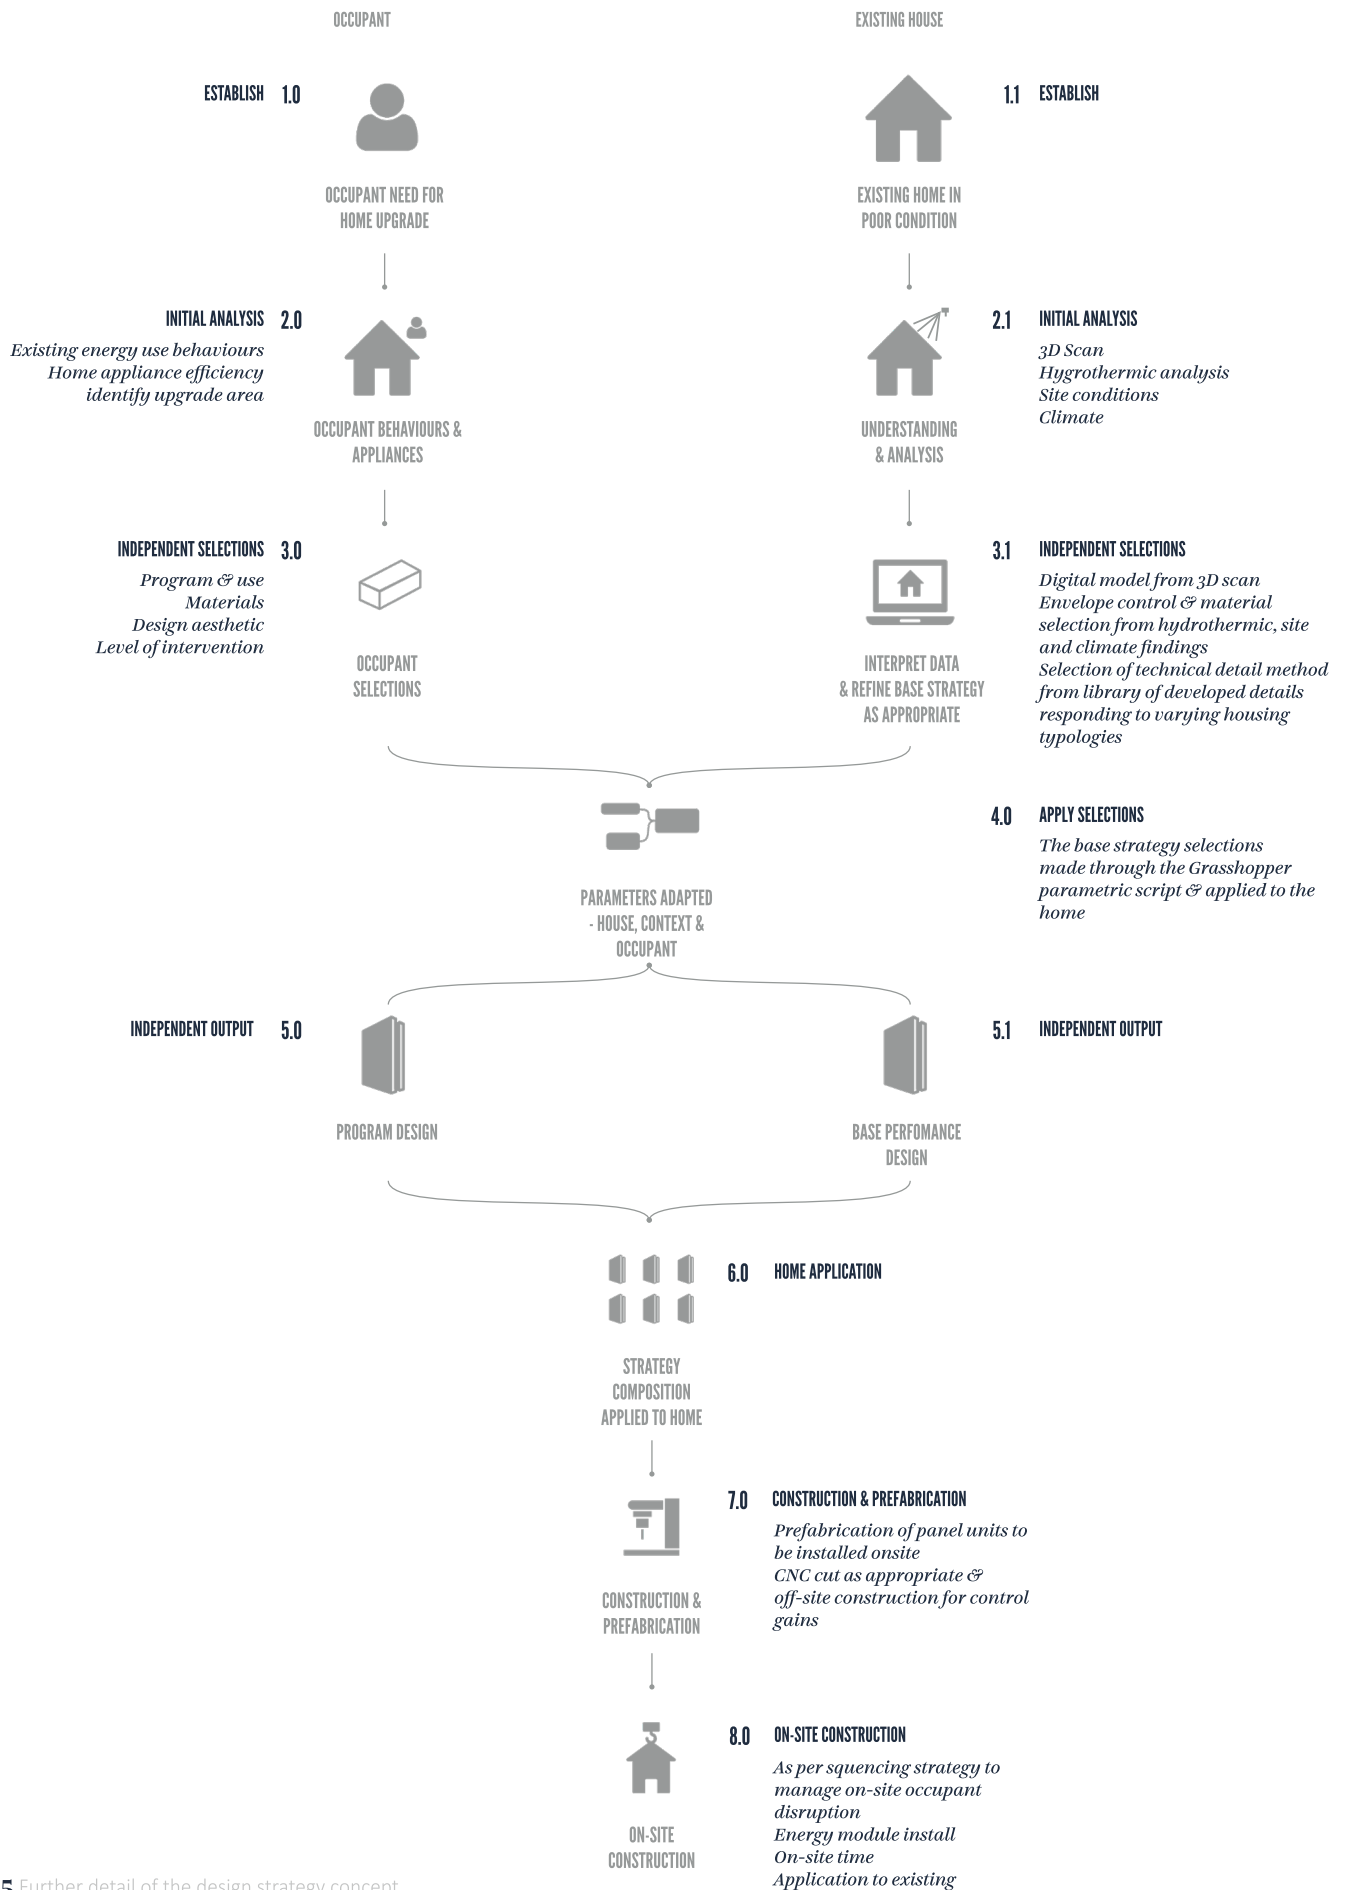 OCCUPANT
EXISTING HOUSE
ESTABLISH 1.0
1.1 ESTABLISH
OCCUPANT NEED FOR
HOME UPGRADE
EXISTING HOME IN
POOR CONDITION
INITIAL ANALYSIS 2.0
Existing energy use behaviours
Home appliance efficiency
identify upgrade area
OCCUPANT BEHAVIOURS &
APPLIANCES
2.1 INITIAL ANALYSIS
3D Scan
Hygrothermic analysis
Site conditions
Climate
UNDERSTANDING
& ANALYSIS
INDEPENDENT SELECTIONS 3.0
Program & use
Materials
Design aesthetic
Level of intervention
OCCUPANT
SELECTIONS
3.1 INDEPENDENT SELECTIONS
Digital model from 3D scan
Envelope control & material
selection from hydrothermic, site
and climate findings
Selection of technical detail method
from library of developed details
responding to varying housing
typologies
INTERPRET DATA
& REFINE BASE STRATEGY
AS APPROPRIATE
4.0 APPLY SELECTIONS
The base strategy selections
made through the Grasshopper
parametric script & applied to the
home
PARAMETERS ADAPTED
- HOUSE, CONTEXT &
OCCUPANT
INDEPENDENT OUTPUT 5.0
5.1 INDEPENDENT OUTPUT
PROGRAM DESIGN
BASE PERFOMANCE
DESIGN
6.0 HOME APPLICATION
STRATEGY
COMPOSITION
APPLIED TO HOME
7.0 CONSTRUCTION & PREFABRICATION
Prefabrication of panel units to
be installed onsite
CNC cut as appropriate &
off-site construction for control
gains
CONSTRUCTION &
PREFABRICATION
8.0 ON-SITE CONSTRUCTION
As per squencing strategy to
manage on-site occupant
disruption
Energy module install
On-site time
Application to existing
ON-SITE
CONSTRUCTION
5 Further detail of the design strategy concept